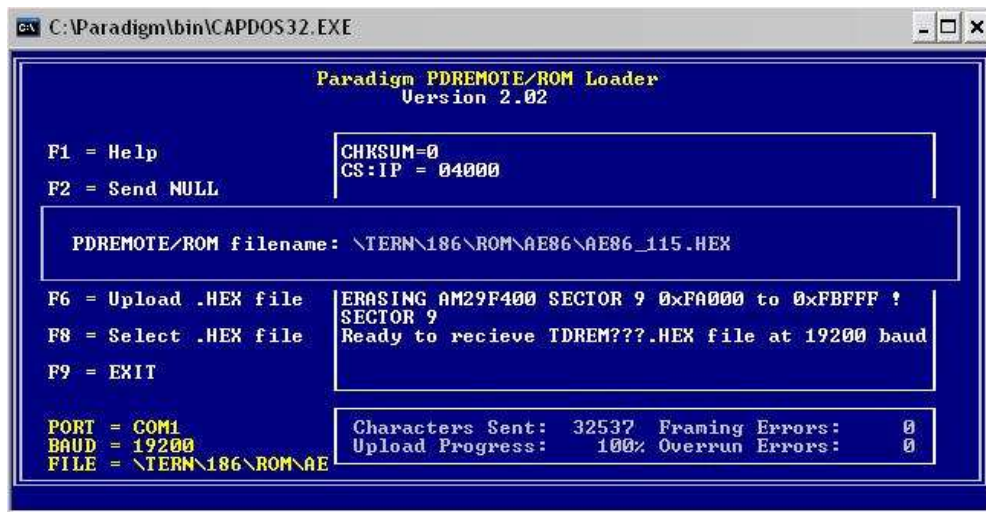 C:\Paradigm\bin\CAPDOS32.EXE
Paradigm PDREMOTE/ROM Loader
Version 2.02
F1 = Help
F2 = Send NULL
CHKSUM=0
CS:IP = 04000
PDREMOTE/ROM filename: \TERN\186\ROM\AE86\AE86_115.HEX
F6 = Upload .HEX file
F8 = Select .HEX file
F9 = EXIT
ERASING AM29F400 SECTOR 9 0xFA000 to 0xFBFFF !
SECTOR 9
Ready to recieve TDREM???.HEX file at 19200 baud
PORT = COM1
BAUD = 19200
FILE = \TERN\186\ROM\AE
Characters Sent: 32537 Framing Errors: 0
Upload Progress: 100% Overrun Errors: 0